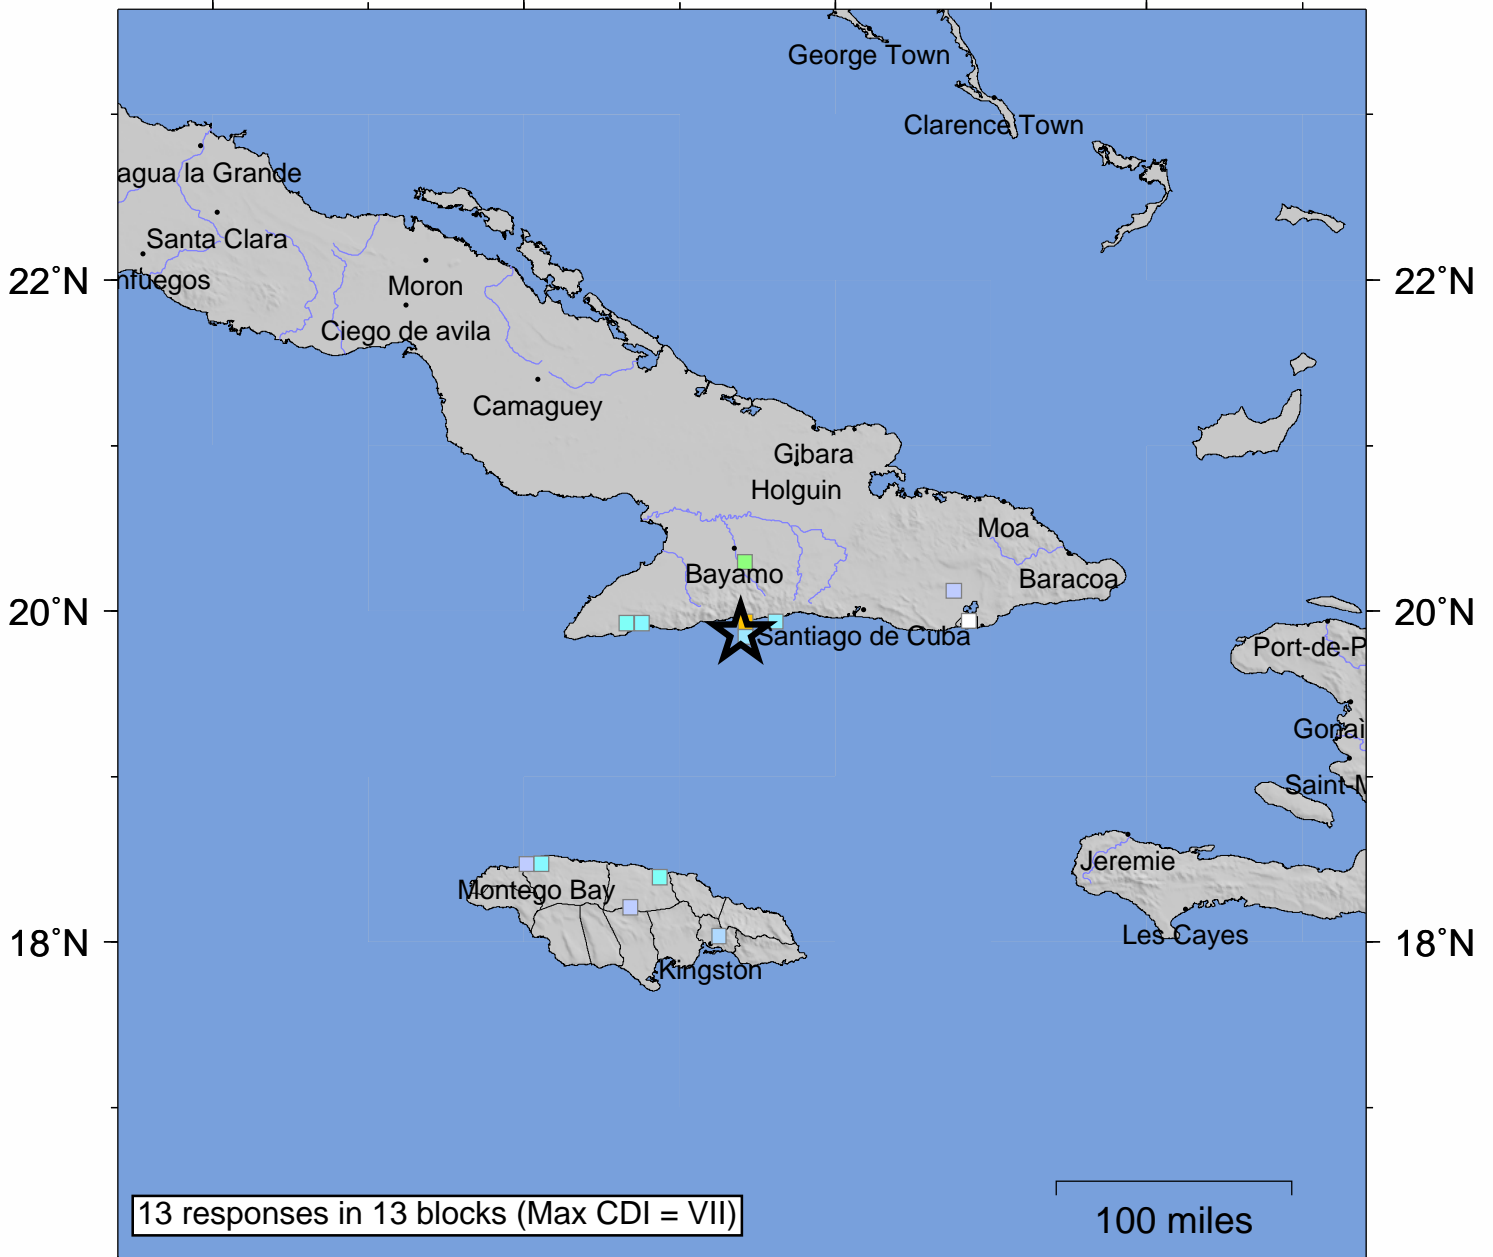 George Town
Clarence Town
agua la Grande
Santa Clara
nfuegos
22°N
Moron
22°N
Ciego de avila
Camaguey
Gibara
Holguin
Moa
Bayamo
Baracoa
20°N
20°N
Santiago de Cuba
Port-de-P
Gonaì
Saint-M
Jeremie
Montego Bay
Les Cayes
18°N
18°N
Kingston
13 responses in 13 blocks (Max CDI = VII)
100 miles